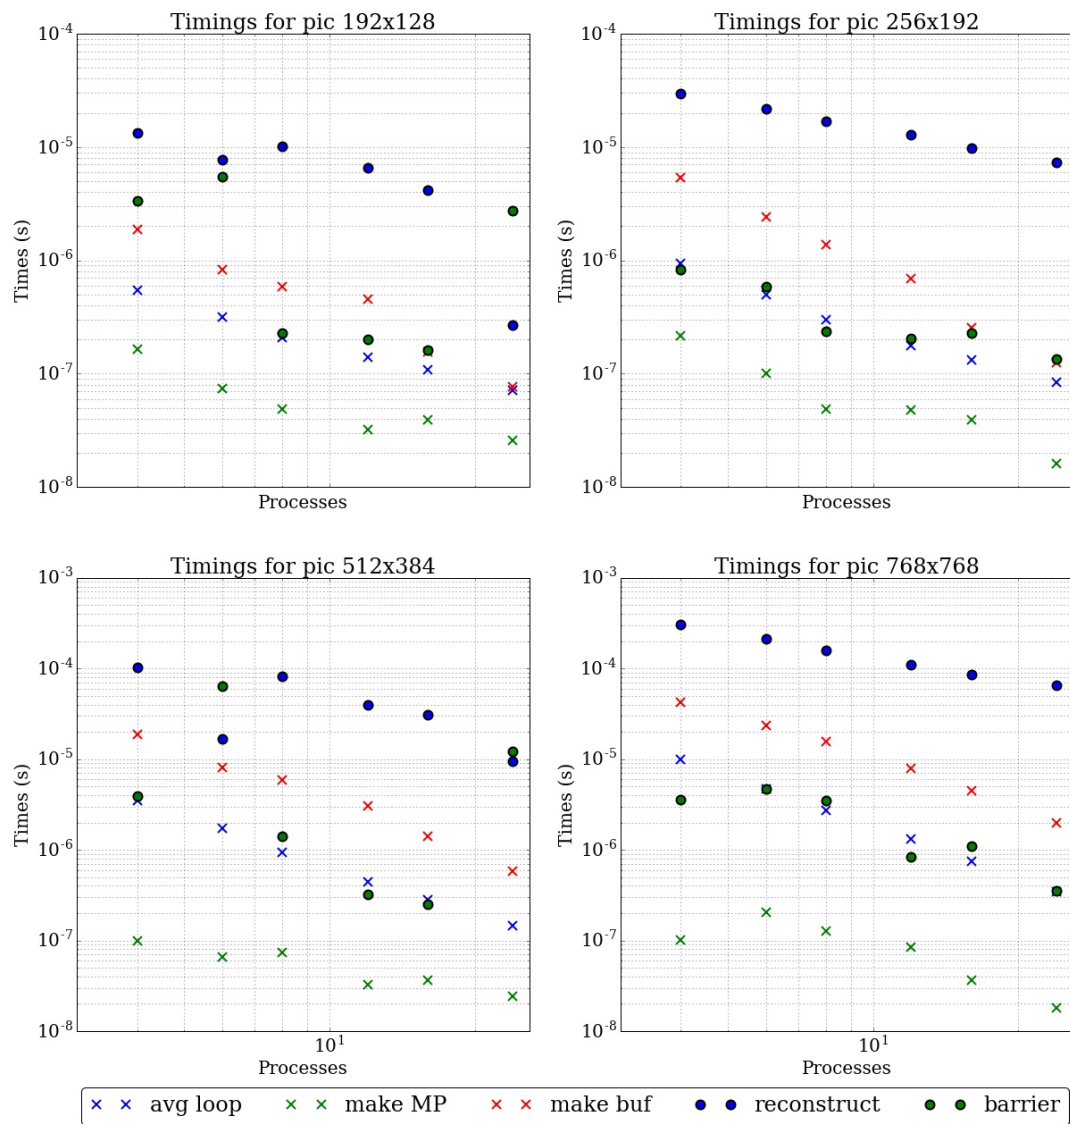 Timings for pic 192x128
10^-4
10^-5
10^-6
10^-7
10^-8
Times (s)
Processes
Timings for pic 256x192
10^-4
10^-5
10^-6
10^-7
10^-8
Times (s)
Processes
Timings for pic 512x384
10^-3
10^-4
10^-5
10^-6
10^-7
10^-8
Times (s)
10^1
Processes
Timings for pic 768x768
10^-3
10^-4
10^-5
10^-6
10^-7
10^-8
Times (s)
10^1
Processes
avg loop make MP make buf reconstruct barrier